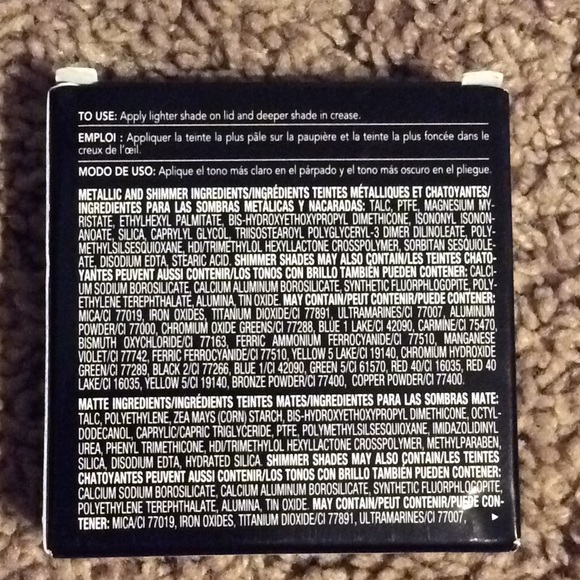 TO USE: Apply lighter shade on lid and deeper shade in crease.
EMPLOI : Appliquer la teinte la plus pâle sur la paupière et la teinte la plus foncée dans le
creux de l'œil.
MODO DE USO: Aplique el tono más claro en el párpado y el tono más oscuro en el pliegue.
METALLIC AND SHIMMER INGREDIENTS/INGRÉDIENTS TEINTES MÉTALLIQUES ET CHATOYANTES/
INGREDIENTES PARA LAS SOMBRAS METÁLICAS Y NACARADAS: TALC, PTFE, MAGNESIUM MY-
RISTATE, ETHYLHEXYL PALMITATE, BIS-HYDROXYETHOXYPROPYL DIMETHICONE, ISONONYL ISONON-
ANOATE, SILICA, CAPRYLYL GLYCOL, TRIISOSTEAROYL POLYGLYCERYL-3 DIMER DILINOLEATE, POLY-
METHYLSILSESQUIOXANE, HDI/TRIMETHYLOL HEXYLLACTONE CROSSPOLYMER, SORBITAN SESQUIOLE-
ATE, DISODIUM EDTA, STEARIC ACID. SHIMMER SHADES MAY ALSO CONTAIN/LES TEINTES CHATO-
YANTES PEUVENT AUSSI CONTENIR/LOS TONOS CON BRILLO TAMBIÉN PUEDEN CONTENER: CALCI-
UM SODIUM BOROSILICATE, CALCIUM ALUMINUM BOROSILICATE, SYNTHETIC FLUORPHLOGOPITE, POLY-
ETHYLENE TEREPHTHALATE, ALUMINA, TIN OXIDE. MAY CONTAIN/PEUT CONTENIR/PUEDE CONTENER:
MICA/CI 77019, IRON OXIDES, TITANIUM DIOXIDE/CI 77891, ULTRAMARINES/CI 77007, ALUMINUM
POWDER/CI 77000, CHROMIUM OXIDE GREENS/CI 77288, BLUE 1 LAKE/CI 42090, CARMINE/CI 75470,
BISMUTH OXYCHLORIDE/CI 77163, FERRIC AMMONIUM FERROCYANIDE/CI 77510, MANGANESE
VIOLET/CI 77742, FERRIC FERROCYANIDE/CI 77510, YELLOW 5 LAKE/CI 19140, CHROMIUM HYDROXIDE
GREEN/CI 77289, BLACK 2/CI 77266, BLUE 1/CI 42090, GREEN 5/CI 61570, RED 40/CI 16035, RED 40
LAKE/CI 16035, YELLOW 5/CI 19140, BRONZE POWDER/CI 77400, COPPER POWDER/CI 77400.
MATTE INGREDIENTS/INGRÉDIENTS TEINTES MATES/INGREDIENTES PARA LAS SOMBRAS MATE:
TALC, POLYETHYLENE, ZEA MAYS (CORN) STARCH, BIS-HYDROXYETHOXYPROPYL DIMETHICONE, OCTYL-
DODECANOL, CAPRYLIC/CAPRIC TRIGLYCERIDE, PTFE, POLYMETHYLSILSESQUIOXANE, IMIDAZOLIDINYL
UREA, PHENYL TRIMETHICONE, HDI/TRIMETHYLOL HEXYLLACTONE CROSSPOLYMER, METHYLPARABEN,
SILICA, DISODIUM EDTA, HYDRATED SILICA. SHIMMER SHADES MAY ALSO CONTAIN/LES TEINTES
CHATOYANTES PEUVENT AUSSI CONTENIR/LOS TONOS CON BRILLO TAMBIÉN PUEDEN CONTENER:
CALCIUM SODIUM BOROSILICATE, CALCIUM ALUMINUM BOROSILICATE, SYNTHETIC FLUORPHLOGOPITE,
POLYETHYLENE TEREPHTHALATE, ALUMINA, TIN OXIDE. MAY CONTAIN/PEUT CONTENIR/PUEDE CON-
TENER: MICA/CI 77019, IRON OXIDES, TITANIUM DIOXIDE/CI 77891, ULTRAMARINES/CI 77007,